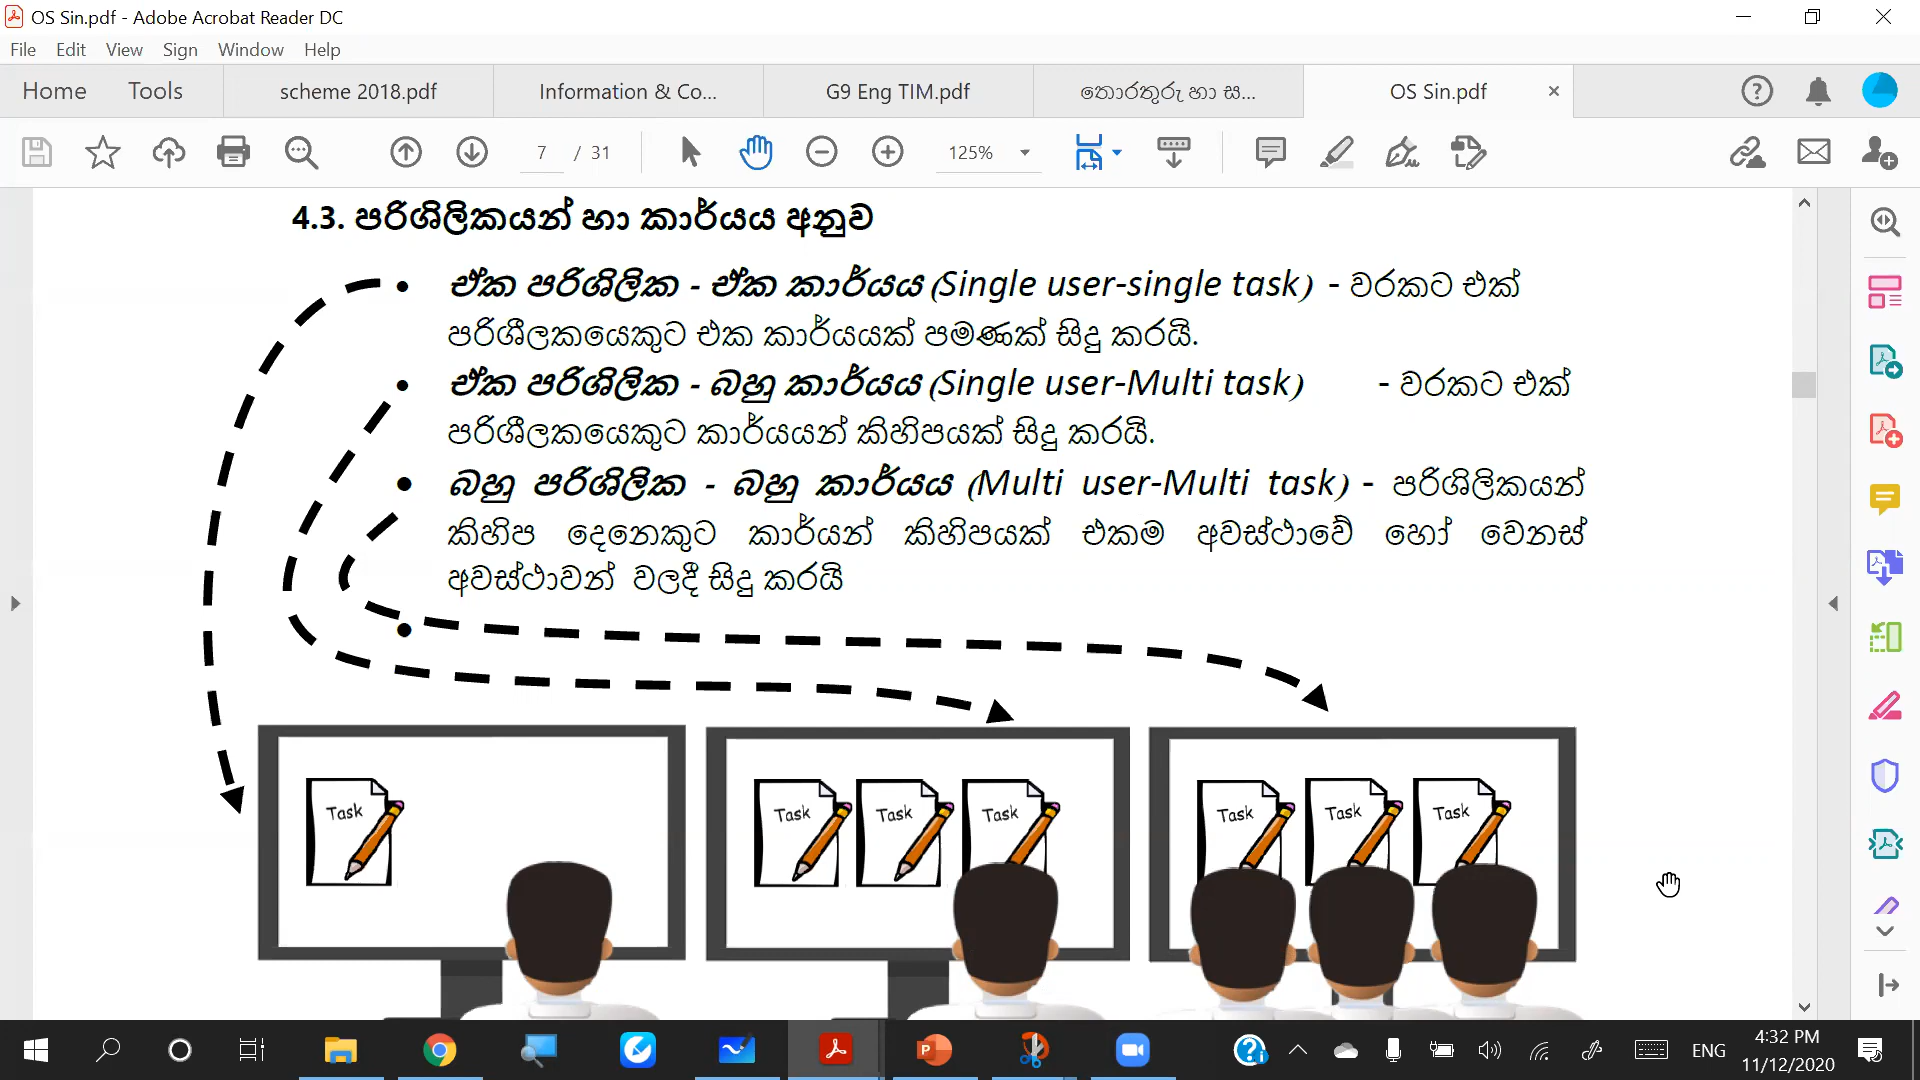 OS Sin.pdf - Adobe Acrobat Reader DC
File Edit View Sign Window Help
Home Tools scheme 2018.pdf Information & Co... G9 Eng TIM.pdf තොරතුරු හා ස... OS Sin.pdf
7 / 31 125%
4.3. පරිශිලිකයන් හා කාර්යය අනුව
• ඒක පරිශිලික - ඒක කාර්යය (Single user-single task) - වරකට එක්
පරිශීලකයෙකුට එක කාර්යයක් පමණක් සිදු කරයි.
• ඒක පරිශිලික - බහු කාර්යය (Single user-Multi task) - වරකට එක්
පරිශීලකයෙකුට කාර්යයන් කිහිපයක් සිදු කරයි.
• බහු පරිශිලික - බහු කාර්යය (Multi user-Multi task) - පරිශිලිකයන්
කිහිප දෙනෙකුට කාර්යන් කිහිපයක් එකම අවස්ථාවේ හෝ වෙනස්
අවස්ථාවන් වලදී සිදු කරයි
•
Task Task Task Task Task Task Task
ENG 4:32 PM
11/12/2020